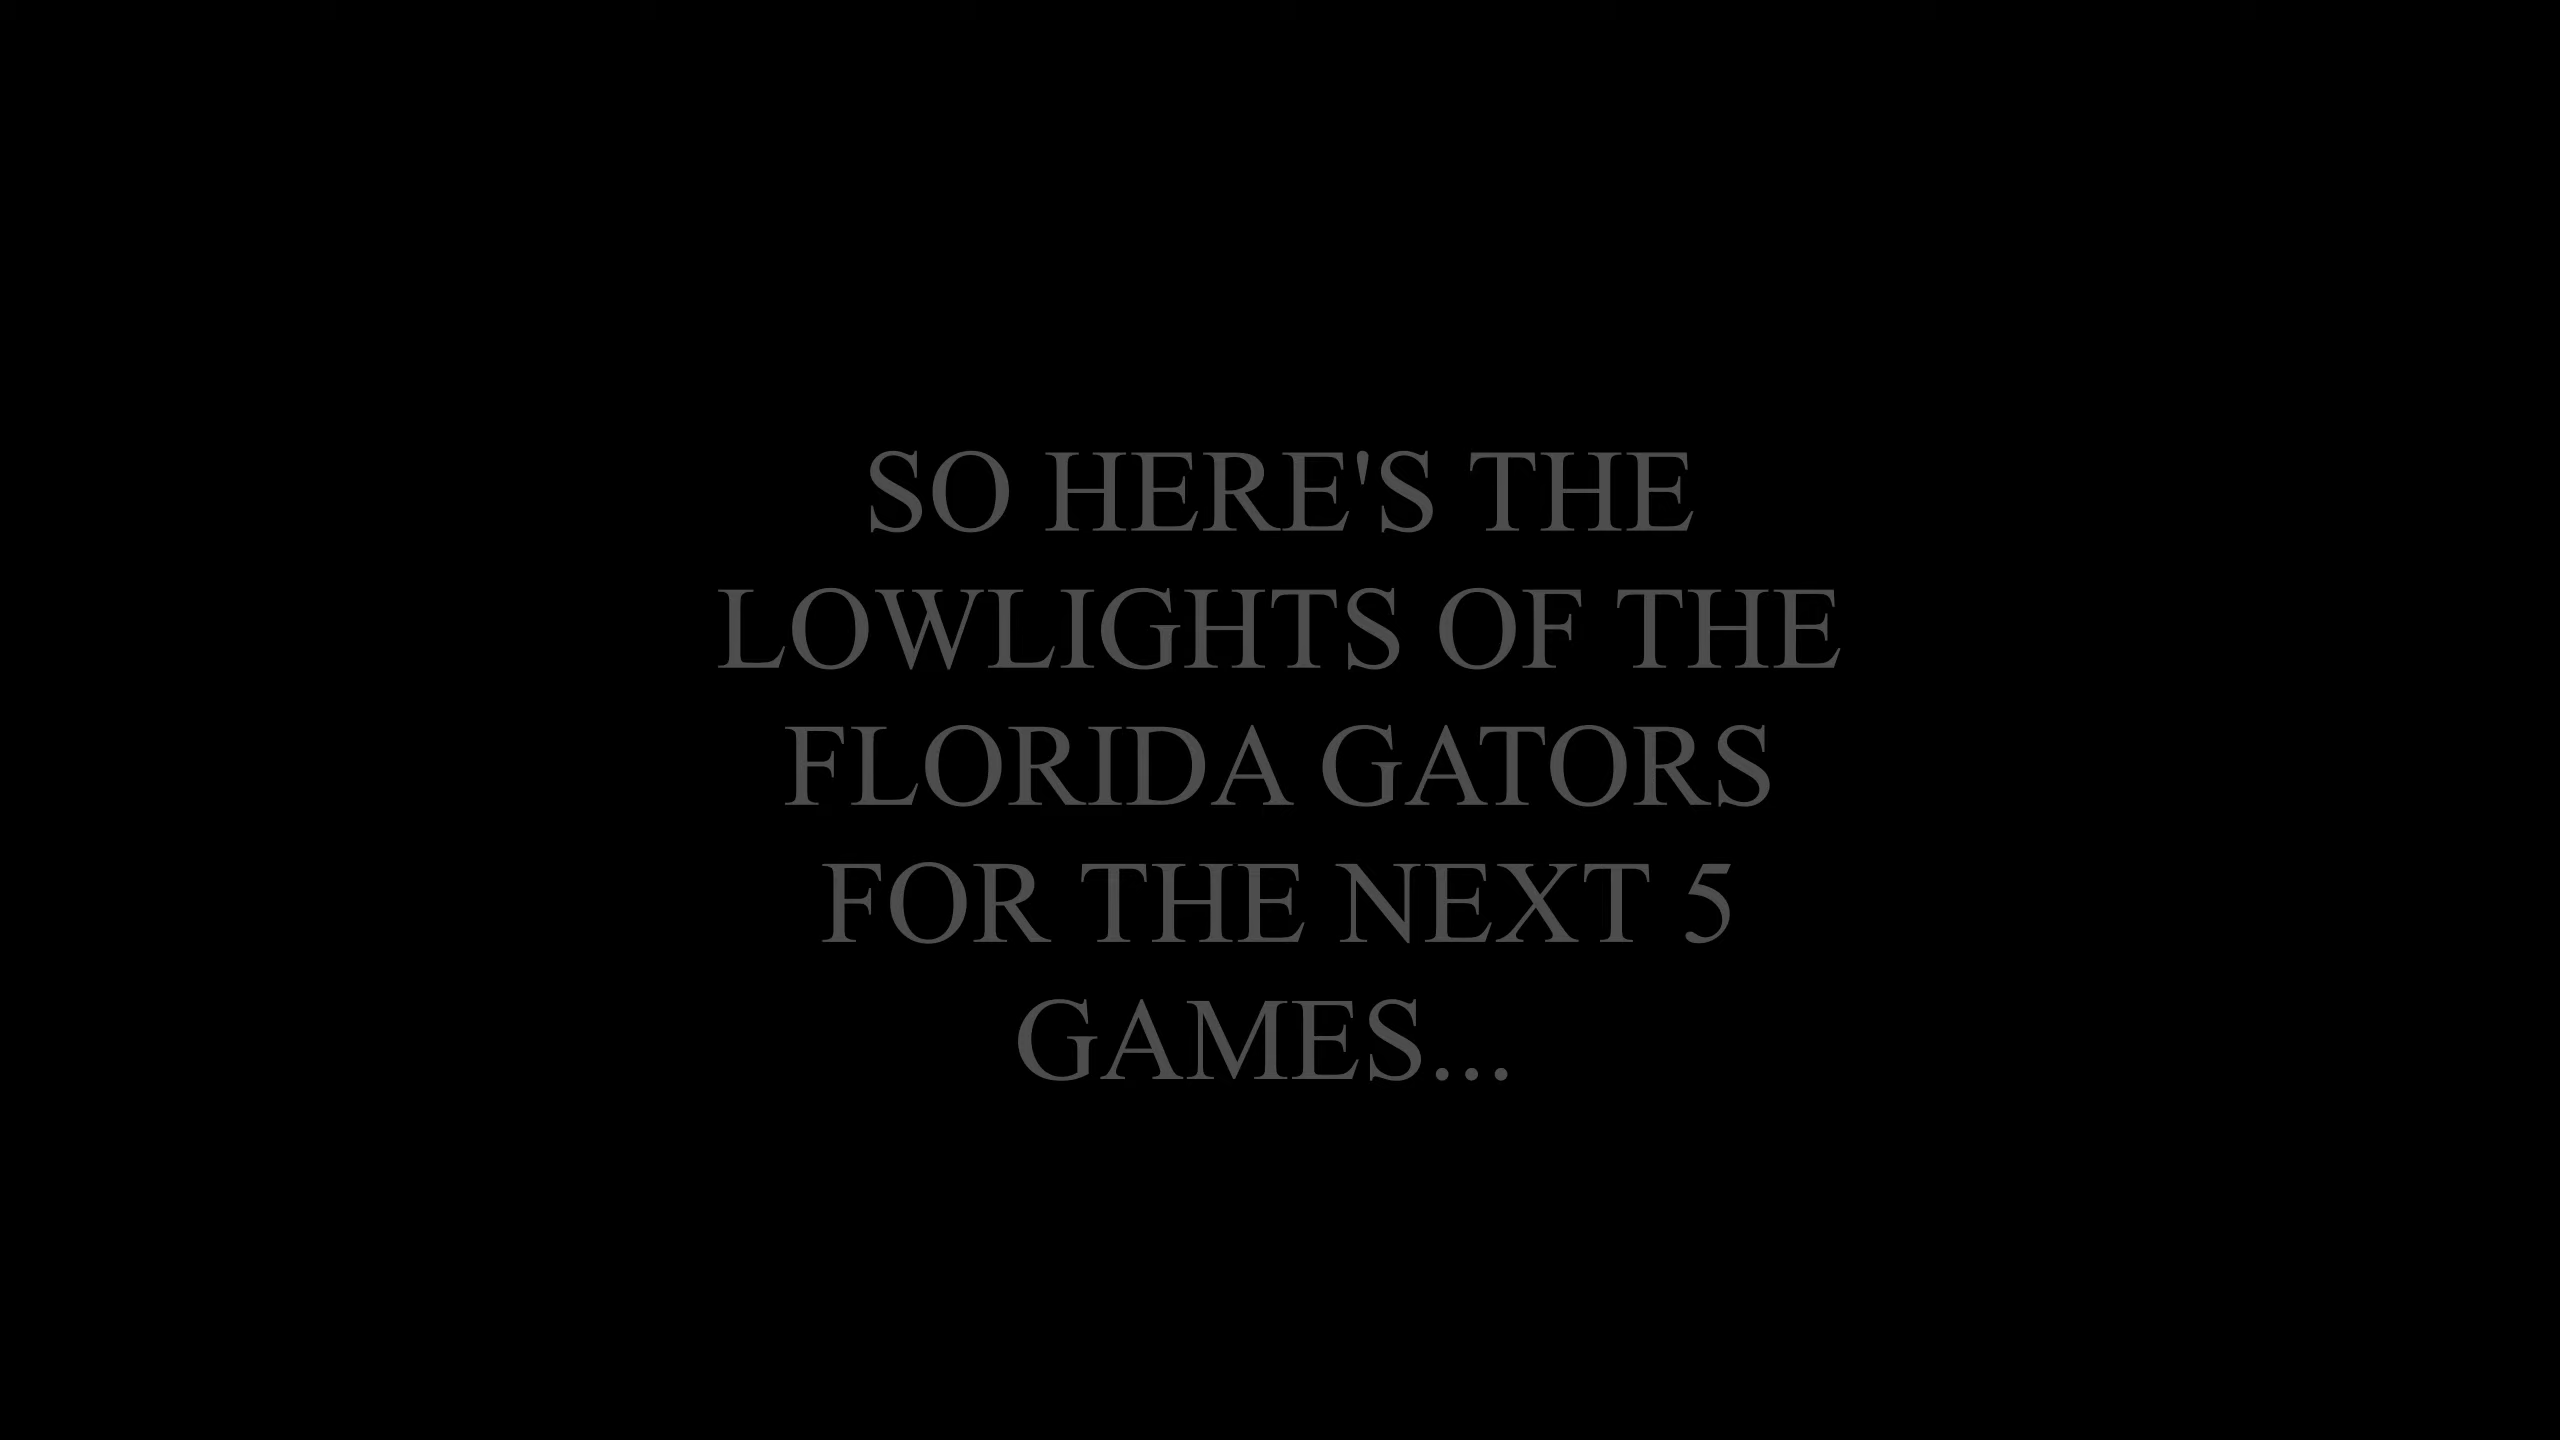 SO HERE'S THE
LOWLIGHTS OF THE
FLORIDA GATORS
FOR THE NEXT 5
GAMES...